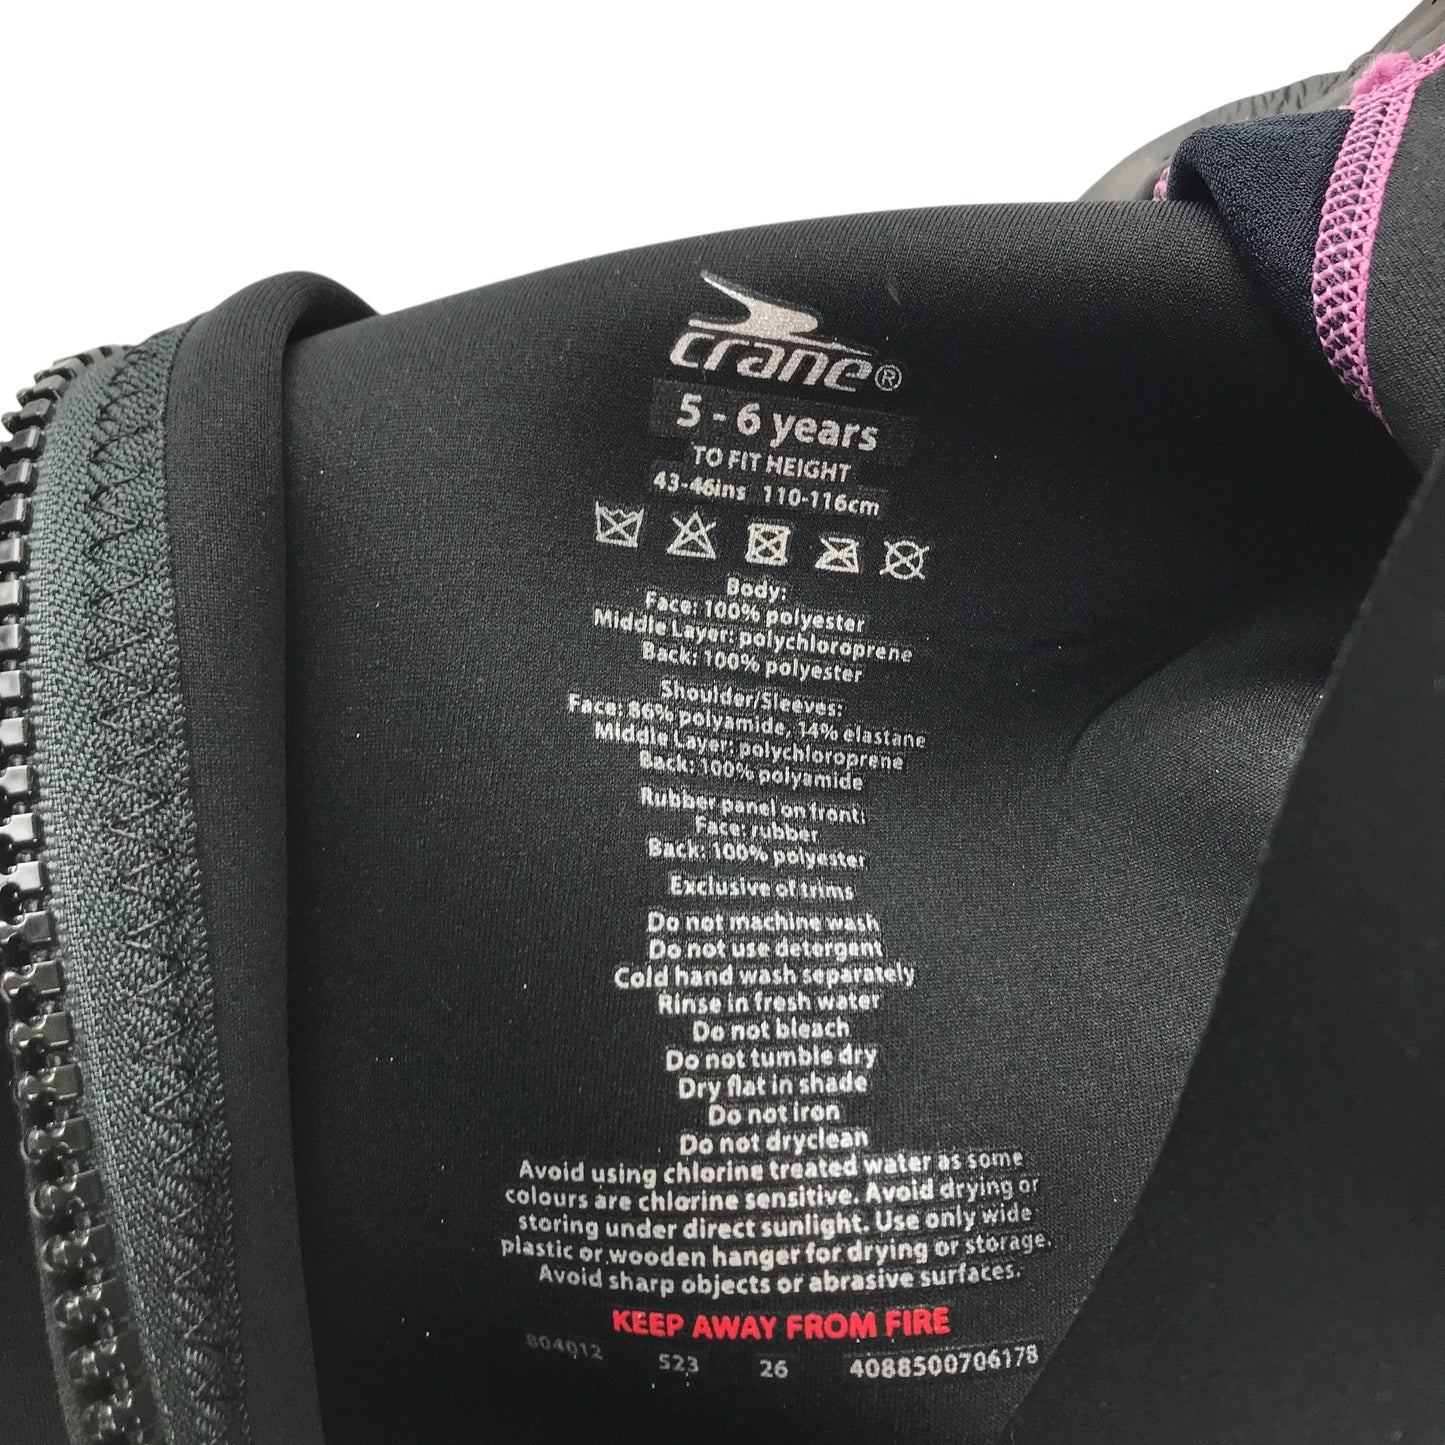 crane®
5 - 6 years
TO FIT HEIGHT
43-46ins 110-116cm
Body:
Face: 100% polyester
Middle Layer: polychloroprene
Back: 100% polyester
Shoulder/Sleeves:
Face: 86% polyamide, 14% elastane
Middle Layer: polychloroprene
Back: 100% polyamide
Rubber panel on front:
Face: rubber
Back: 100% polyester
Exclusive of trims
Do not machine wash
Do not use detergent
Cold hand wash separately
Rinse in fresh water
Do not bleach
Do not tumble dry
Dry flat in shade
Do not iron
Do not dryclean
Avoid using chlorine treated water as some
colours are chlorine sensitive. Avoid drying or
storing under direct sunlight. Use only wide
plastic or wooden hanger for drying or storage.
Avoid sharp objects or abrasive surfaces.
KEEP AWAY FROM FIRE
804012 523 26 4088500706178